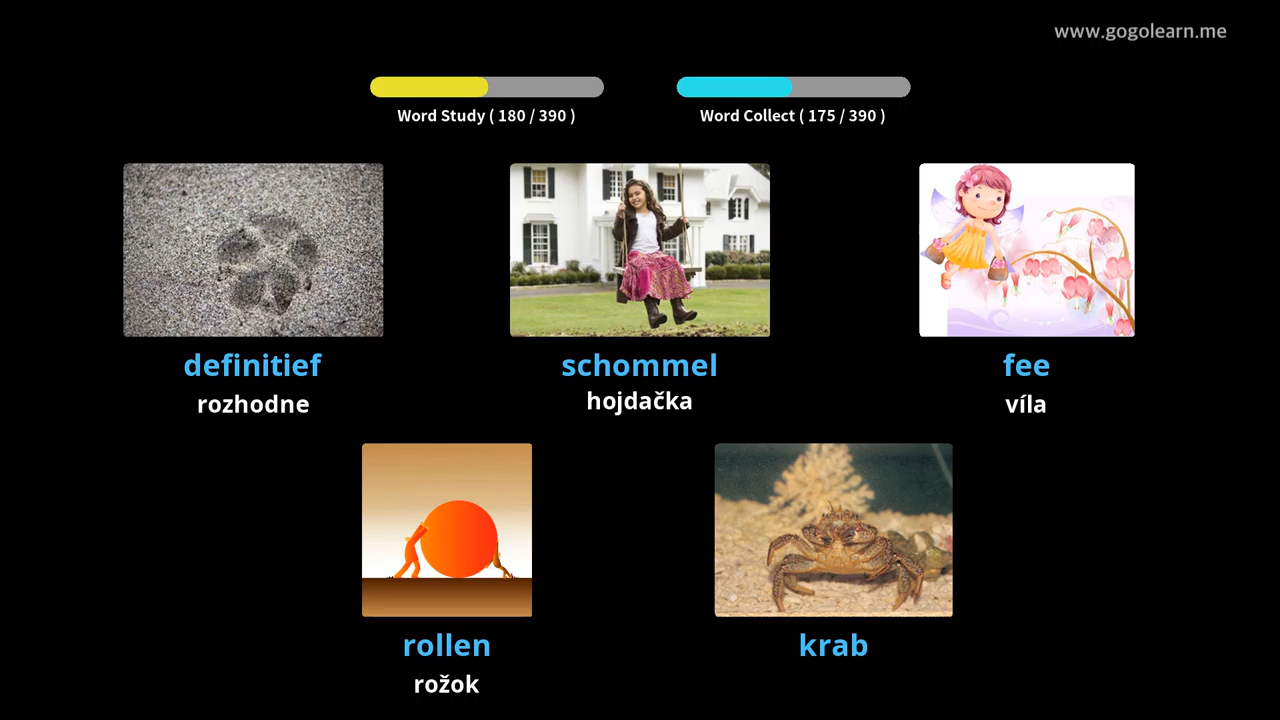 www.gogolearn.me
Word Study ( 180 / 390 )
Word Collect ( 175 / 390 )
definitief
rozhodne
schommel
hojdačka
fee
víla
rollen
rožok
krab